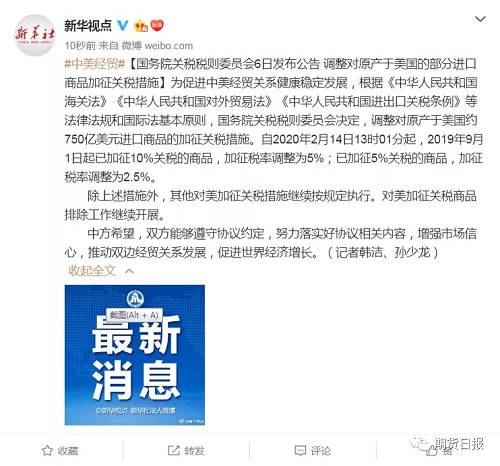 新华社
新华视点
10秒前 来自 微博 weibo.com
#中美经贸#【国务院关税税则委员会6日发布公告 调整对原产于美国的部分进口
商品加征关税措施】为促进中美经贸关系健康稳定发展，根据《中华人民共和国
海关法》《中华人民共和国对外贸易法》《中华人民共和国进出口关税条例》等
法律法规和国际法基本原则，国务院关税税则委员会决定，调整对原产于美国约
750亿美元进口商品的加征关税措施。自2020年2月14日13时01分起，2019年9月
1日起已加征10%关税的商品，加征税率调整为5%；已加征5%关税的商品，加征
税率调整为2.5%。
除上述措施外，其他对美加征关税措施继续按规定执行。对美加征关税商品
排除工作继续开展。
中方希望，双方能够遵守协议约定，努力落实好协议相关内容，增强市场信
心，推动双边经贸关系发展，促进世界经济增长。（记者韩洁、孙少龙）
收起全文
截图(Alt + A)
最新
消息
@新华视点 新华社法人微博
收藏
转发
评论
赞
期货日报